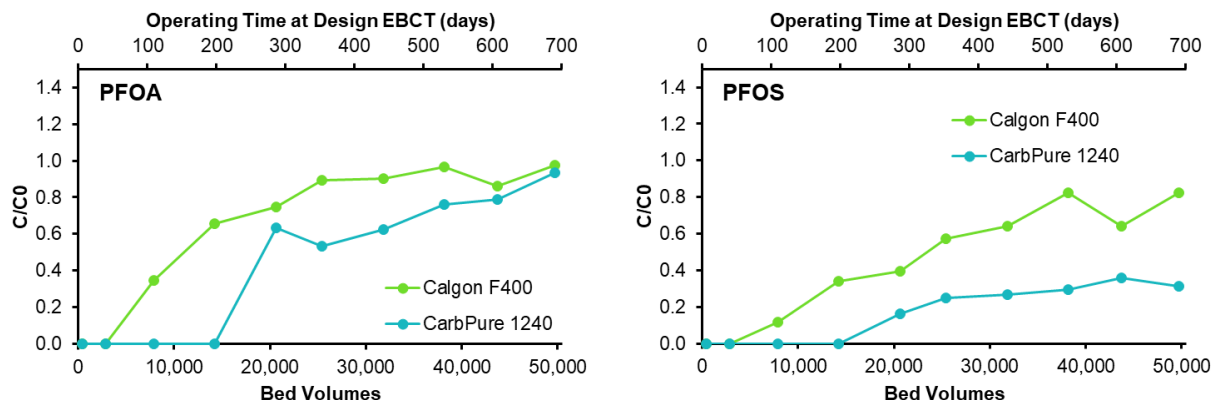 Operating Time at Design EBCT (days)
0 100 200 300 400 500 600 700
PFOA
1.4
1.2
1.0
0.8
0.6
0.4
0.2
0.0
C/C0
Calgon F400
CarbPure 1240
0 10,000 20,000 30,000 40,000 50,000
Bed Volumes
Operating Time at Design EBCT (days)
0 100 200 300 400 500 600 700
PFOS
1.4
1.2
1.0
0.8
0.6
0.4
0.2
0.0
C/C0
Calgon F400
CarbPure 1240
0 10,000 20,000 30,000 40,000 50,000
Bed Volumes